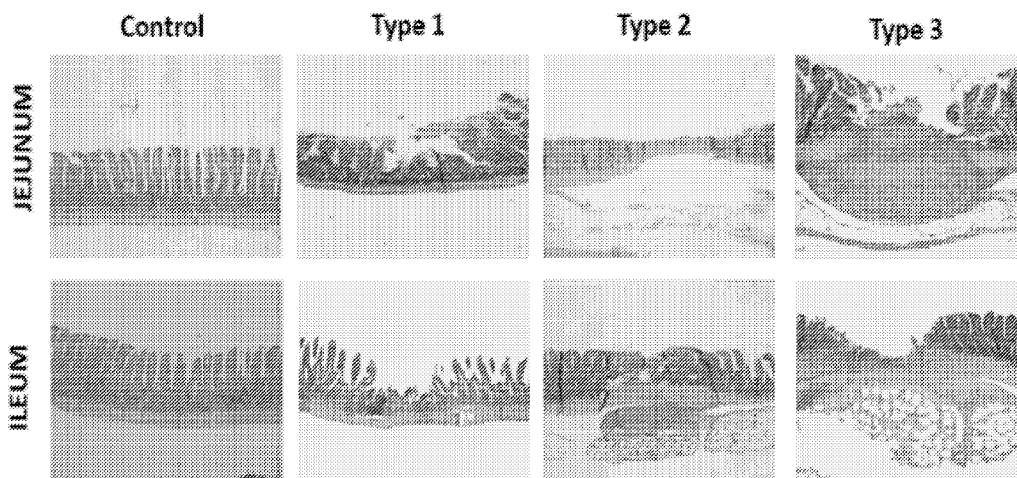 Control
Type 1
Type 2
Type 3
JEJUNUM
ILEUM